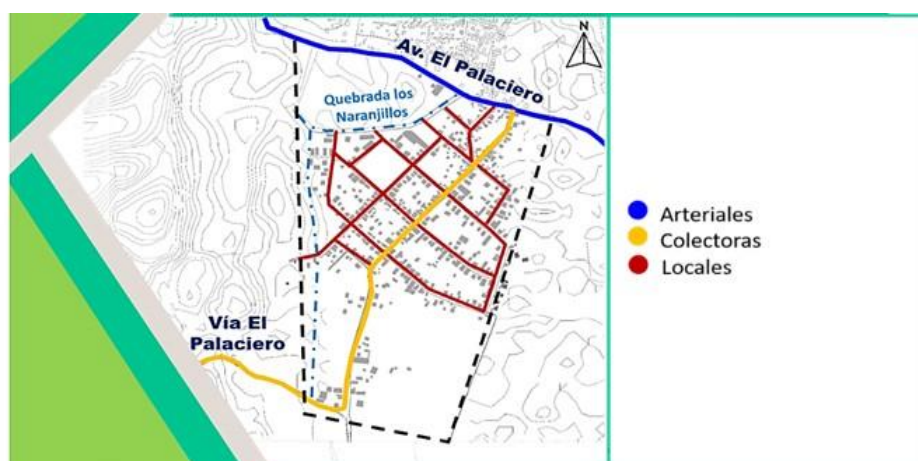 N
Av. El Palaciero
Quebrada los
Naranjillos
Vía El
Palaciero
Arteriales
Colectoras
Locales